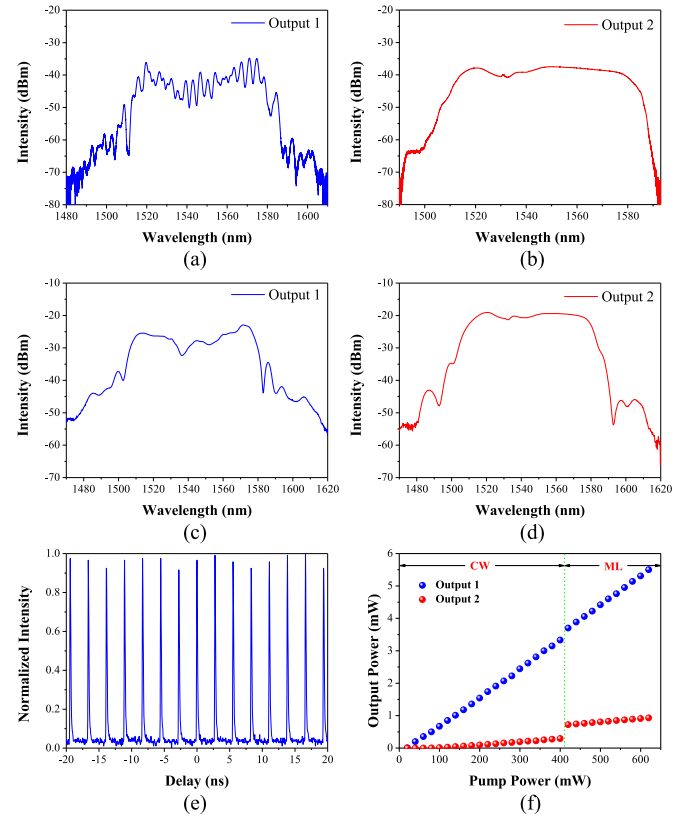 -20
-30
-40
-50
-60
-70
-80
Intensity (dBm)
Output 1
1480 1500 1520 1540 1560 1580 1600
Wavelength (nm)
(a)
-20
-30
-40
-50
-60
-70
-80
Intensity (dBm)
Output 2
1500 1520 1540 1560 1580
Wavelength (nm)
(b)
-10
-20
-30
-40
-50
-60
-70
Intensity (dBm)
Output 1
1480 1500 1520 1540 1560 1580 1600 1620
Wavelength (nm)
(c)
-10
-20
-30
-40
-50
-60
-70
Intensity (dBm)
Output 2
1480 1500 1520 1540 1560 1580 1600 1620
Wavelength (nm)
(d)
1.0
0.8
0.6
0.4
0.2
0.0
Normalized Intensity
-20 -15 -10 -5 0 5 10 15 20
Delay (ns)
(e)
6
5
4
3
2
1
0
Output Power (mW)
CW ML
Output 1
Output 2
0 100 200 300 400 500 600
Pump Power (mW)
(f)